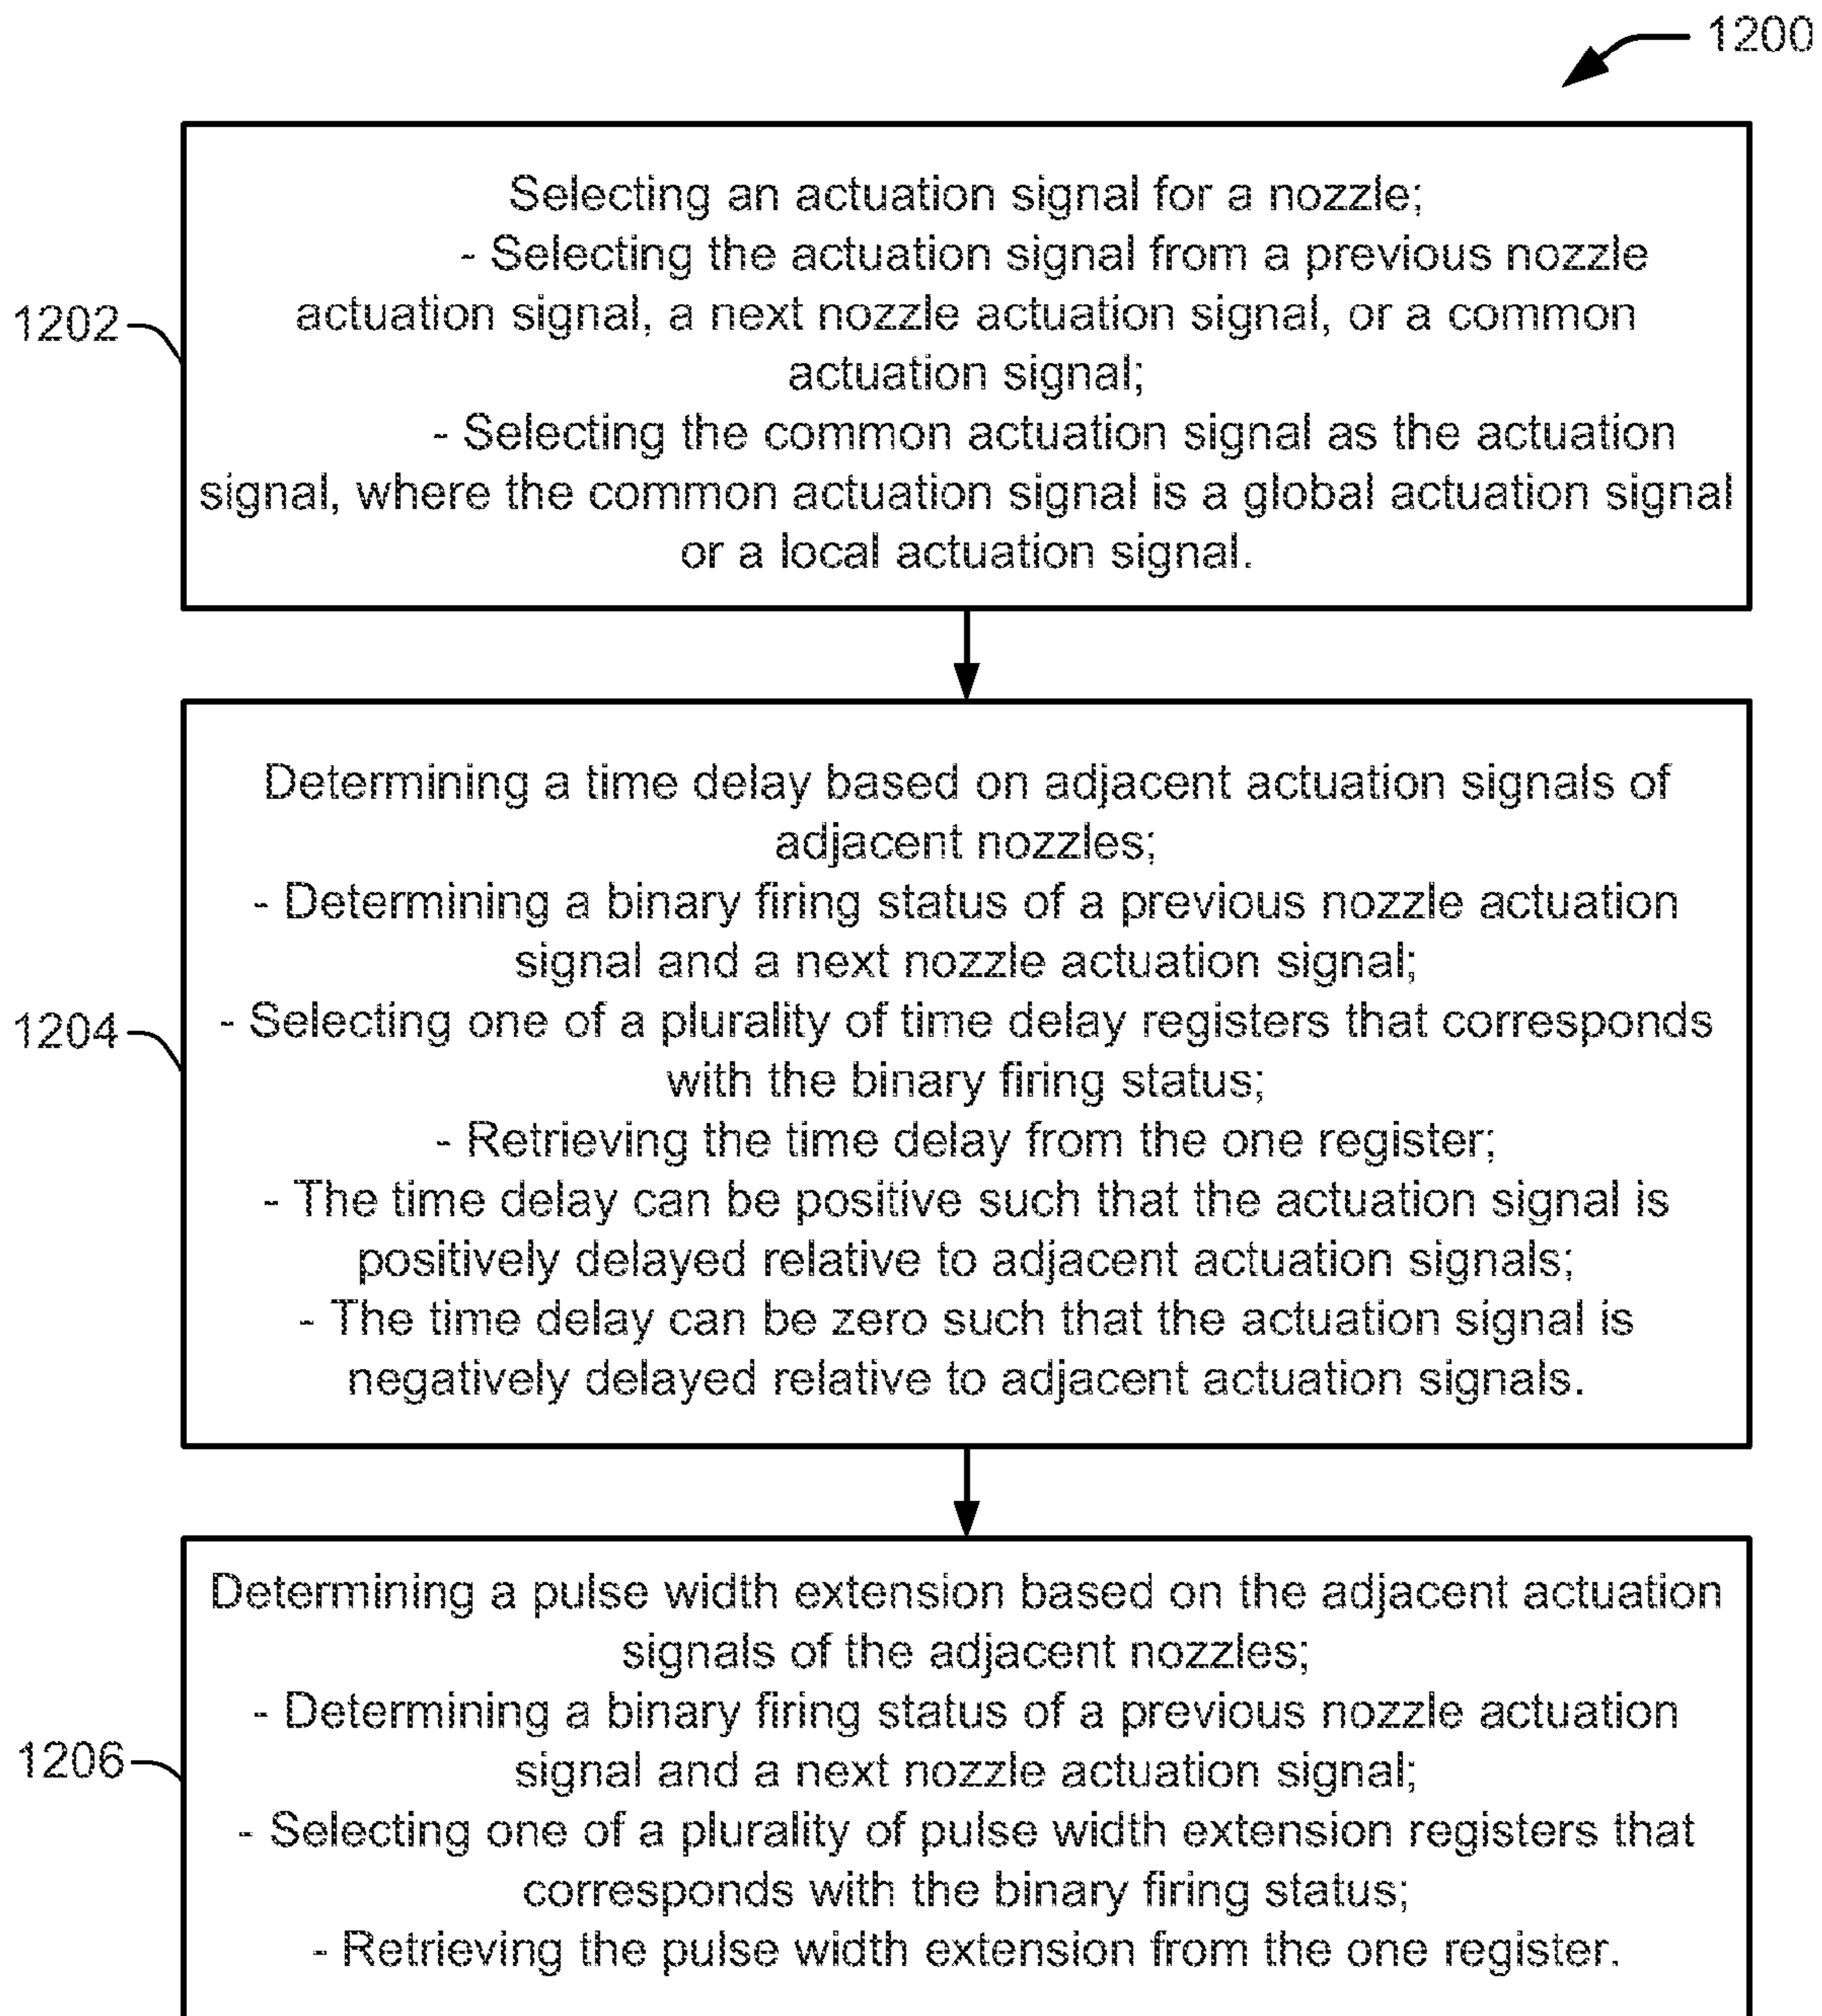 1200
Selecting an actuation signal for a nozzle;
- Selecting the actuation signal from a previous nozzle
actuation signal, a next nozzle actuation signal, or a common
actuation signal;
- Selecting the common actuation signal as the actuation
signal, where the common actuation signal is a global actuation signal
or a local actuation signal.
1202
Determining a time delay based on adjacent actuation signals of
adjacent nozzles;
- Determining a binary firing status of a previous nozzle actuation
signal and a next nozzle actuation signal;
- Selecting one of a plurality of time delay registers that corresponds
with the binary firing status;
- Retrieving the time delay from the one register;
- The time delay can be positive such that the actuation signal is
positively delayed relative to adjacent actuation signals;
- The time delay can be zero such that the actuation signal is
negatively delayed relative to adjacent actuation signals.
1204
Determining a pulse width extension based on the adjacent actuation
signals of the adjacent nozzles;
- Determining a binary firing status of a previous nozzle actuation
signal and a next nozzle actuation signal;
- Selecting one of a plurality of pulse width extension registers that
corresponds with the binary firing status;
- Retrieving the pulse width extension from the one register.
1206